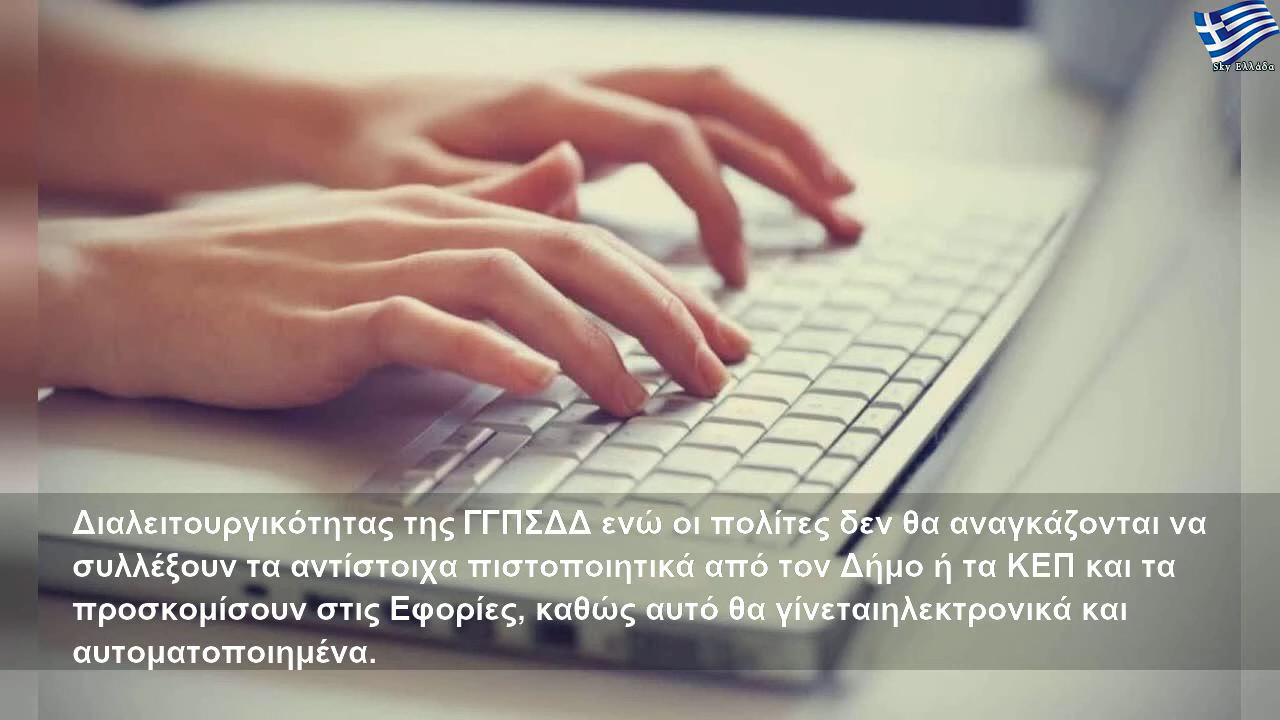 Sky Ελλάδα
Διαλειτουργικότητας της ΓΓΠΣΔΔ ενώ οι πολίτες δεν θα αναγκάζονται να
συλλέξουν τα αντίστοιχα πιστοποιητικά από τον Δήμο ή τα ΚΕΠ και τα
προσκομίσουν στις Εφορίες, καθώς αυτό θα γίνεταιηλεκτρονικά και
αυτοματοποιημένα.